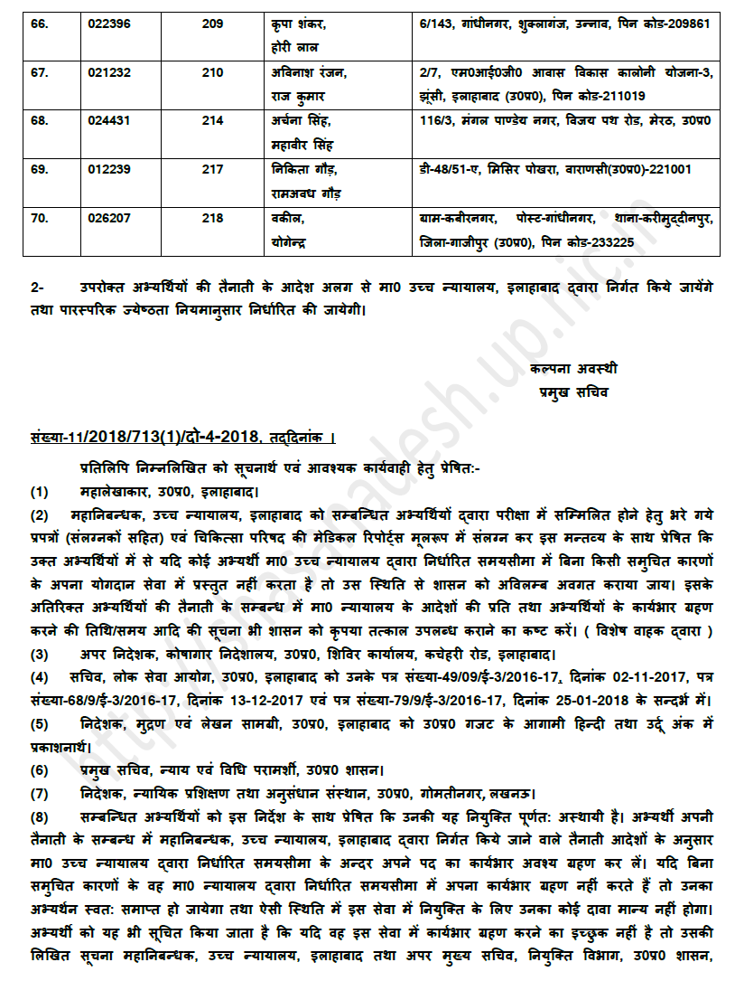 66. 022396 209 कृपा शंकर, 6/143, गांधीनगर, शुक्लागंज, उन्नाव, पिन कोड-209861
होरी लाल
67. 021232 210 अविनाश रंजन, 2/7, एम0आई0जी0 आवास विकास कालोनी योजना-3,
राज कुमार झूंसी, इलाहाबाद (उ0प्र0), पिन कोड-211019
68. 024431 214 अर्चना सिंह, 116/3, मंगल पाण्डेय नगर, विजय पथ रोड, मेरठ, उ0प्र0
महावीर सिंह
69. 012239 217 निकिता गौड़, डी-48/51-ए, मिसिर पोखरा, वाराणसी(उ0प्र0)-221001
रामअवध गौड़
70. 026207 218 वकील, ग्राम-कबीरनगर, पोस्ट-गांधीनगर, थाना-करीमुद्दीनपुर,
योगेन्द्र जिला-गाजीपुर (उ0प्र0), पिन कोड-233225
2- उपरोक्त अभ्यर्थियों की तैनाती के आदेश अलग से मा0 उच्च न्यायालय, इलाहाबाद द्वारा निर्गत किये जायेंगे
तथा पारस्परिक ज्येष्ठता नियमानुसार निर्धारित की जायेगी।
कल्पना अवस्थी
प्रमुख सचिव
संख्या-11/2018/713(1)/दो-4-2018, तद्दिनांक ।
प्रतिलिपि निम्नलिखित को सूचनार्थ एवं आवश्यक कार्यवाही हेतु प्रेषित:-
(1) महालेखाकार, उ0प्र0, इलाहाबाद।
(2) महानिबन्धक, उच्च न्यायालय, इलाहाबाद को सम्बन्धित अभ्यर्थियों द्वारा परीक्षा में सम्मिलित होने हेतु भरे गये
प्रपत्रों (संलग्नकों सहित) एवं चिकित्सा परिषद की मेडिकल रिपोर्ट्स मूलरूप में संलग्न कर इस मन्तव्य के साथ प्रेषित कि
उक्त अभ्यर्थियों में से यदि कोई अभ्यर्थी मा0 उच्च न्यायालय द्वारा निर्धारित समयसीमा में बिना किसी समुचित कारणों
के अपना योगदान सेवा में प्रस्तुत नहीं करता है तो उस स्थिति से शासन को अविलम्ब अवगत कराया जाय। इसके
अतिरिक्त अभ्यर्थियों की तैनाती के सम्बन्ध में मा0 न्यायालय के आदेशों की प्रति तथा अभ्यर्थियों के कार्यभार ग्रहण
करने की तिथि/समय आदि की सूचना भी शासन को कृपया तत्काल उपलब्ध कराने का कष्ट करें। ( विशेष वाहक द्वारा )
(3) अपर निदेशक, कोषागार निदेशालय, उ0प्र0, शिविर कार्यालय, कचेहरी रोड, इलाहाबाद।
(4) सचिव, लोक सेवा आयोग, उ0प्र0, इलाहाबाद को उनके पत्र संख्या-49/09/ई-3/2016-17, दिनांक 02-11-2017, पत्र
संख्या-68/9/ई-3/2016-17, दिनांक 13-12-2017 एवं पत्र संख्या-79/9/ई-3/2016-17, दिनांक 25-01-2018 के सन्दर्भ में।
(5) निदेशक, मुद्रण एवं लेखन सामग्री, उ0प्र0, इलाहाबाद को उ0प्र0 गजट के आगामी हिन्दी तथा उर्दू अंक में
प्रकाशनार्थ।
(6) प्रमुख सचिव, न्याय एवं विधि परामर्शी, उ0प्र0 शासन।
(7) निदेशक, न्यायिक प्रशिक्षण तथा अनुसंधान संस्थान, उ0प्र0, गोमतीनगर, लखनऊ।
(8) सम्बन्धित अभ्यर्थियों को इस निर्देश के साथ प्रेषित कि उनकी यह नियुक्ति पूर्णत: अस्थायी है। अभ्यर्थी अपनी
तैनाती के सम्बन्ध में महानिबन्धक, उच्च न्यायालय, इलाहाबाद द्वारा निर्गत किये जाने वाले तैनाती आदेशों के अनुसार
मा0 उच्च न्यायालय द्वारा निर्धारित समयसीमा के अन्दर अपने पद का कार्यभार अवश्य ग्रहण कर लें। यदि बिना
समुचित कारणों के वह मा0 न्यायालय द्वारा निर्धारित समयसीमा में अपना कार्यभार ग्रहण नहीं करते हैं तो उनका
अभ्यर्थन स्वत: समाप्त हो जायेगा तथा ऐसी स्थिति में इस सेवा में नियुक्ति के लिए उनका कोई दावा मान्य नहीं होगा।
अभ्यर्थी को यह भी सूचित किया जाता है कि यदि वह इस सेवा में कार्यभार ग्रहण करने का इच्छुक नहीं है तो उसकी
लिखित सूचना महानिबन्धक, उच्च न्यायालय, इलाहाबाद तथा अपर मुख्य सचिव, नियुक्ति विभाग, उ0प्र0 शासन,
http://shasanadesh.up.nic.in